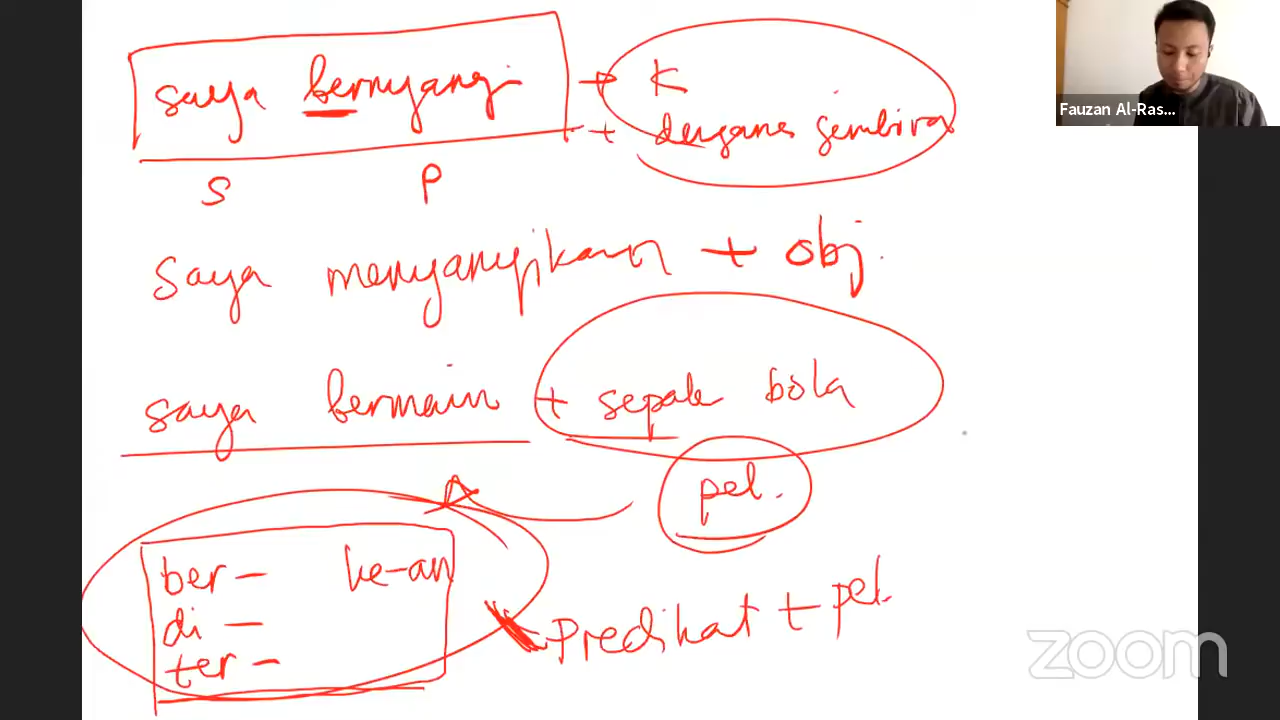 saya bernyanyi + K
+ dengan gembira
S P
saya menyanyikan + obj.
saya bermain + sepak bola
pel.
ber- ke-an
di-
ter-
Predikat + pel.
Fauzan Al-Ras...
zoom